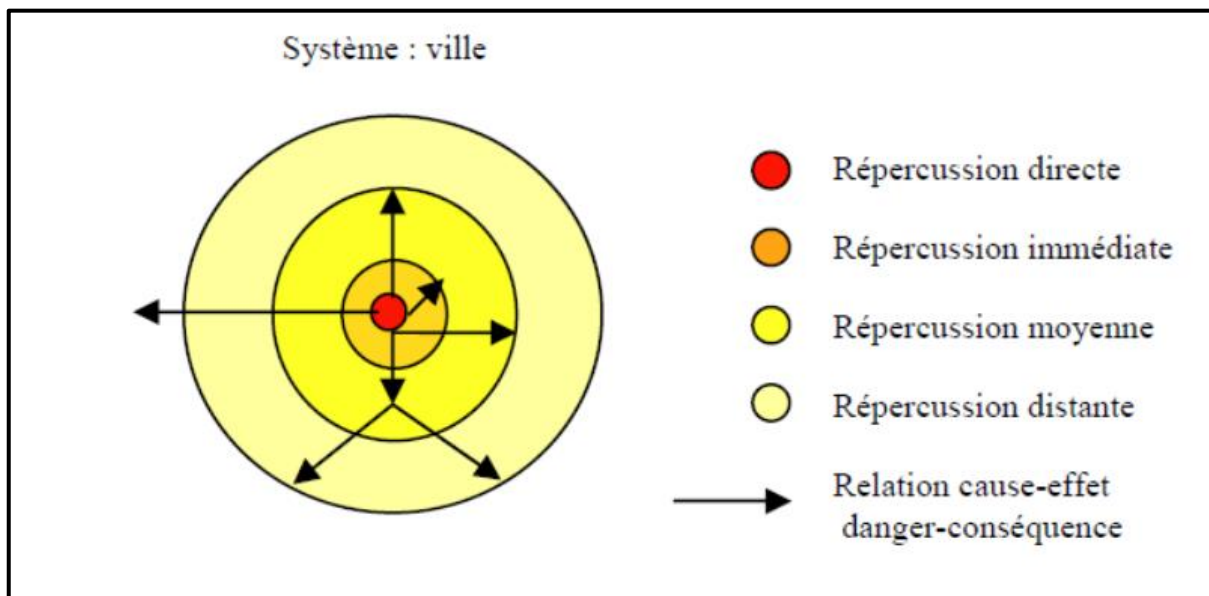 Système : ville
Répercussion directe
Répercussion immédiate
Répercussion moyenne
Répercussion distante
Relation cause-effet
danger-conséquence